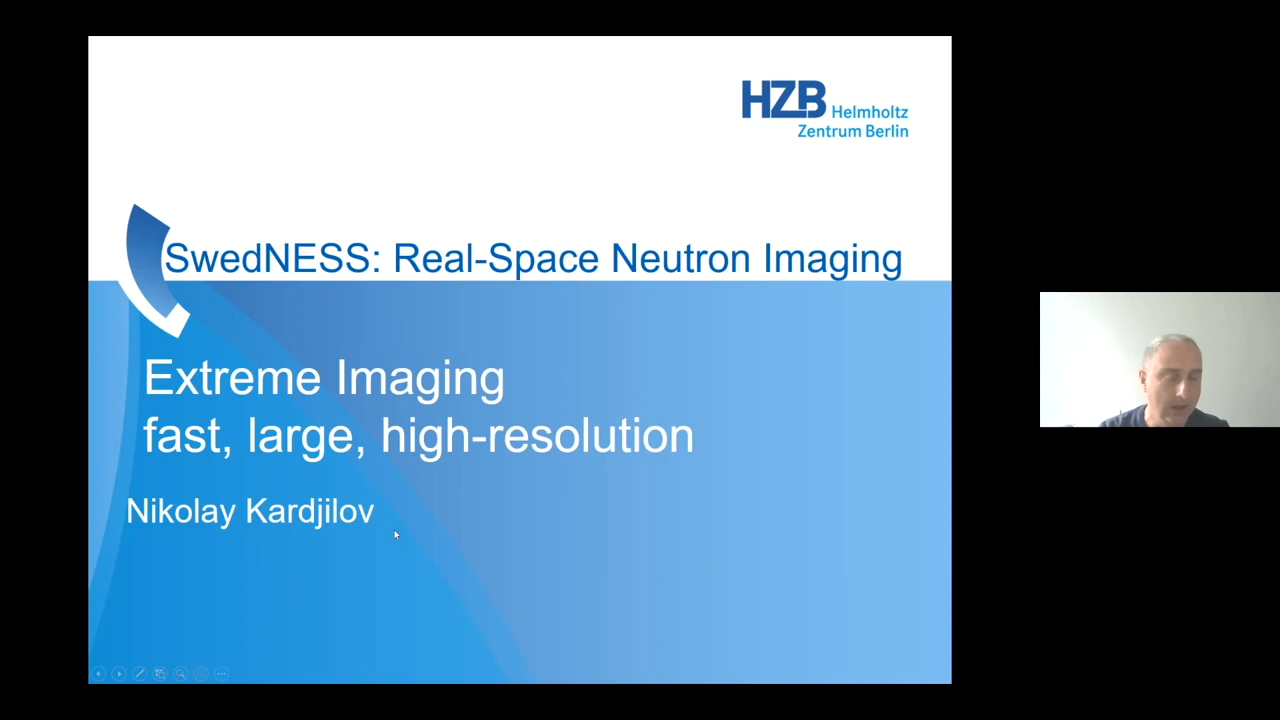 HZB Helmholtz
Zentrum Berlin
SwedNESS: Real-Space Neutron Imaging
Extreme Imaging
fast, large, high-resolution
Nikolay Kardjilov